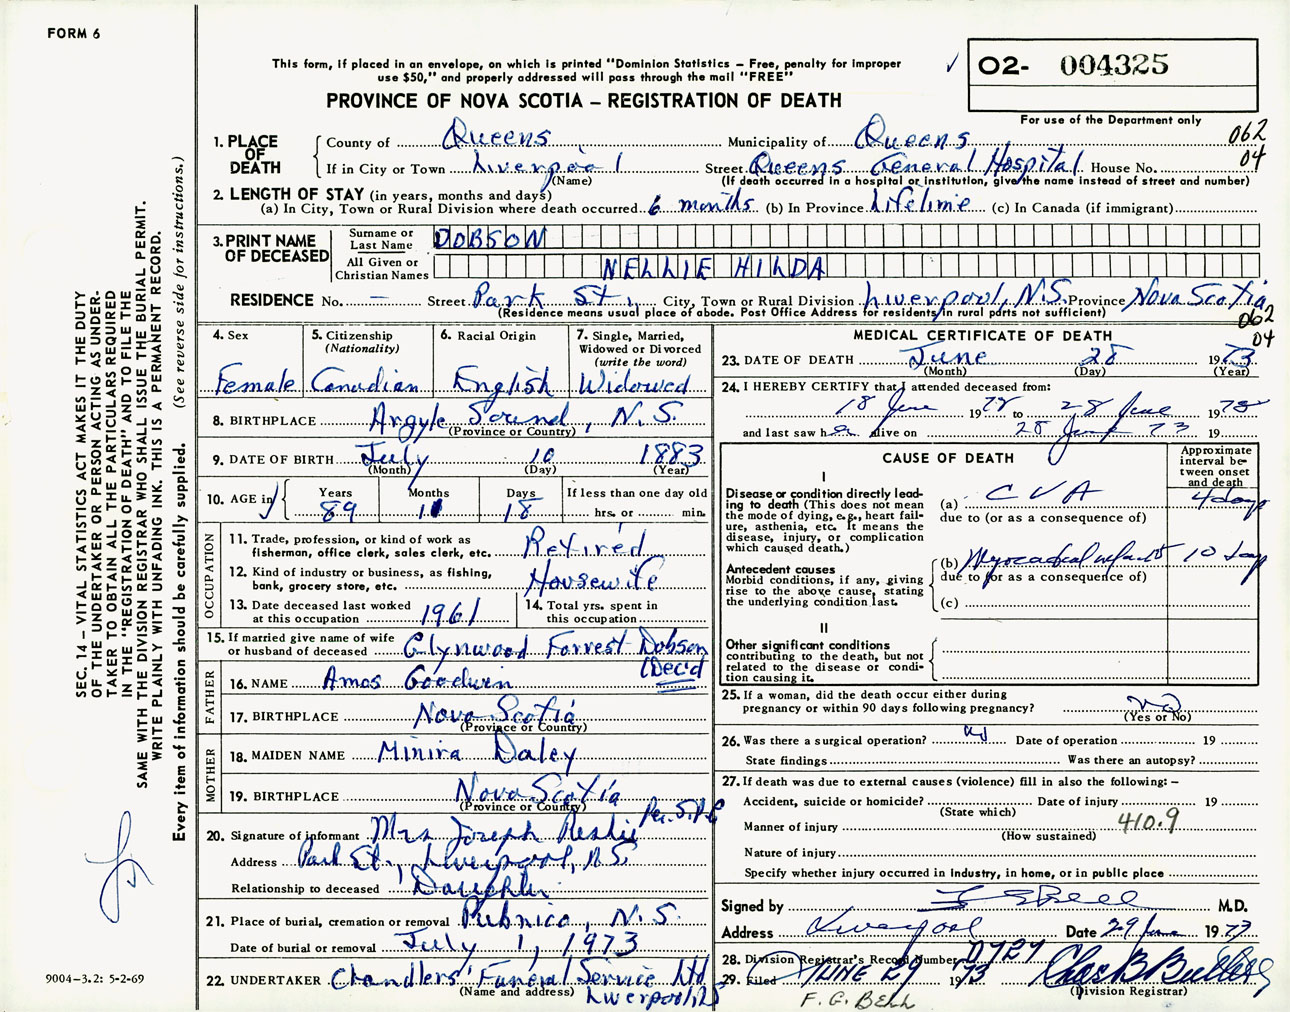 FORM 6
This form, if placed in an envelope, on which is printed "Dominion Statistics – Free, penalty for improper
use $50," and properly addressed will pass through the mail "FREE"
✓ O2- 004325
PROVINCE OF NOVA SCOTIA – REGISTRATION OF DEATH
For use of the Department only
062
04
1. PLACE OF DEATH
County of Queens Municipality of Queens
If in City or Town Liverpool Street Queens General Hospital House No.
(Name) (If death occurred in a hospital or institution, give the name instead of street and number)
2. LENGTH OF STAY (in years, months and days)
(a) In City, Town or Rural Division where death occurred 6 months (b) In Province Lifetime (c) In Canada (if immigrant)
3. PRINT NAME OF DECEASED
Surname or Last Name DOBSON
All Given or Christian Names NELLIE HILDA
RESIDENCE No. – Street Park St., City, Town or Rural Division Liverpool, N.S. Province Nova Scotia
(Residence means usual place of abode. Post Office Address for residents in rural parts not sufficient)
062
04
4. Sex
Female
5. Citizenship
(Nationality)
Canadian
6. Racial Origin
English
7. Single, Married,
Widowed or Divorced
(write the word)
Widowed
8. BIRTHPLACE Argyle Sound, N.S.
(Province or Country)
9. DATE OF BIRTH July 10 1883
(Month) (Day) (Year)
10. AGE in
Years Months Days If less than one day old
89 11 18 hrs. or min.
OCCUPATION
11. Trade, profession, or kind of work as
fisherman, office clerk, sales clerk, etc. Retired
12. Kind of industry or business, as fishing,
bank, grocery store, etc. Housewife
13. Date deceased last worked
at this occupation 1961
14. Total yrs. spent in
this occupation
15. If married give name of wife
or husband of deceased Glynwood Forrest Dobson
(Dec'd
FATHER
16. NAME Amos Goodwin
17. BIRTHPLACE Nova Scotia
(Province or Country)
MOTHER
18. MAIDEN NAME Minira Daley
19. BIRTHPLACE Nova Scotia
(Province or Country)
20. Signature of informant Mrs Joseph Leslie
Address Park St., Liverpool, N.S.
Relationship to deceased Daughter
21. Place of burial, cremation or removal Pubnico, N.S.
Date of burial or removal July 1, 1973
22. UNDERTAKER Chandlers' Funeral Service Ltd
(Name and address) Liverpool, NS
MEDICAL CERTIFICATE OF DEATH
23. DATE OF DEATH June 28 1973
(Month) (Day) (Year)
24. I HEREBY CERTIFY that I attended deceased from:
18 June 19 to 28 June 1973
and last saw her alive on 28 June 73 19
CAUSE OF DEATH
Approximate
interval be-
tween onset
and death
I
Disease or condition directly lead-
ing to death (This does not mean
the mode of dying, e.g., heart fail-
ure, asthenia, etc. It means the
disease, injury, or complication
which caused death.)
(a) CVA 4 days
due to (or as a consequence of)
Antecedent causes
Morbid conditions, if any, giving
rise to the above cause, stating
the underlying condition last.
(b) Myocardial infarct 10 day
due to (or as a consequence of)
(c)
II
Other significant conditions
contributing to the death, but not
related to the disease or condi-
tion causing it.
25. If a woman, did the death occur either during
pregnancy or within 90 days following pregnancy? no
(Yes or No)
26. Was there a surgical operation? Date of operation 19
State findings Was there an autopsy?
27. If death was due to external causes (violence) fill in also the following: –
Accident, suicide or homicide? Date of injury 19
(State which)
Manner of injury 410.9
(How sustained)
Nature of injury
Specify whether injury occurred in Industry, in home, or in public place
Signed by M.D.
Address Liverpool Date 29 June 1973
28. Division Registrar's Record Number D727
29. Filed JUNE 29 1973 Chas B Butler
(Division Registrar)
F. G. BELL
SEC. 14 – VITAL STATISTICS ACT MAKES IT THE DUTY
OF THE UNDERTAKER OR PERSON ACTING AS UNDER-
TAKER TO OBTAIN ALL THE PARTICULARS REQUIRED
IN THE "REGISTRATION OF DEATH" AND TO FILE THE
SAME WITH THE DIVISION REGISTRAR WHO SHALL ISSUE THE BURIAL PERMIT.
WRITE PLAINLY WITH UNFADING INK. THIS IS A PERMANENT RECORD.
Every item of information should be carefully supplied. (See reverse side for instructions.)
9004-3.2: 5-2-69